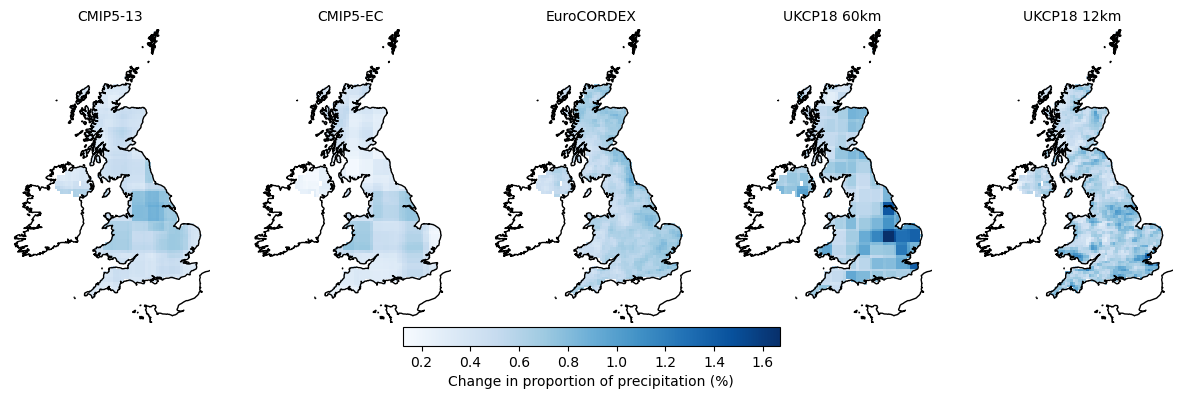 CMIP5-13 CMIP5-EC EuroCORDEX UKCP18 60km UKCP18 12km
0.2 0.4 0.6 0.8 1.0 1.2 1.4 1.6
Change in proportion of precipitation (%)